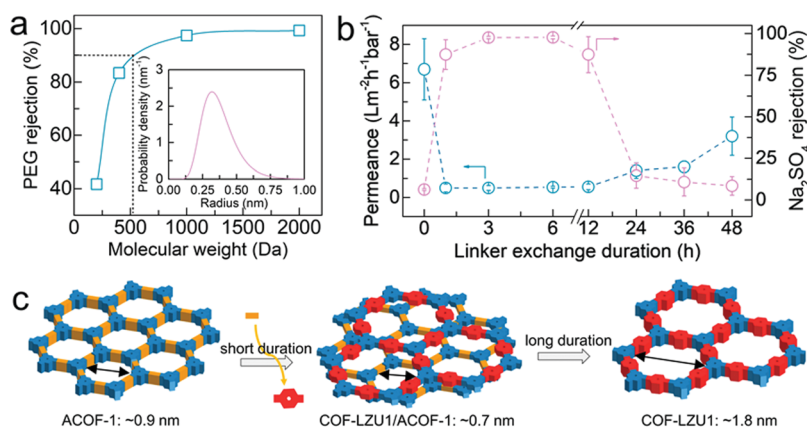 a
PEG rejection (%)
100
80
60
40
0 500 1000 1500 2000
Molecular weight (Da)
Probability density (nm⁻¹)
3
2
1
0
0.00 0.25 0.50 0.75 1.00
Radius (nm)
b
Permeance (Lm⁻²h⁻¹bar⁻¹)
8
6
4
2
0
0 3 6 12 24 36 48
Linker exchange duration (h)
100
75
50
25
0
Na₂SO₄ rejection (%)
c
short duration
long duration
ACOF-1: ~0.9 nm
COF-LZU1/ACOF-1: ~0.7 nm
COF-LZU1: ~1.8 nm